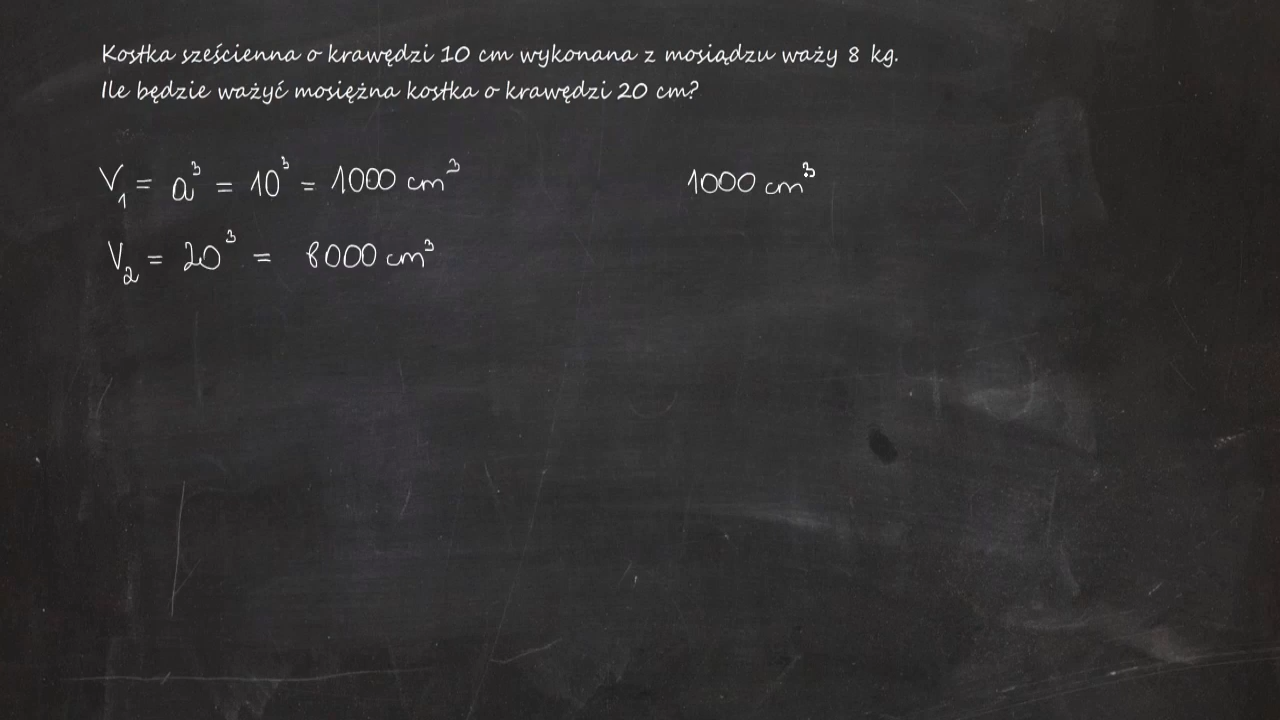 Kostka sześcienna o krawędzi 10 cm wykonana z mosiądzu waży 8 kg.
Ile będzie ważyć mosiężna kostka o krawędzi 20 cm?
V₁ = a³ = 10³ = 1000 cm³
1000 cm³
V₂ = 20³ = 8000 cm³